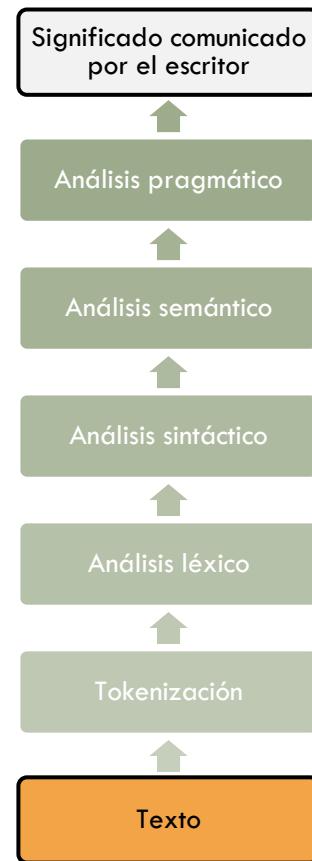 Significado comunicado
por el escritor
Análisis pragmático
Análisis semántico
Análisis sintáctico
Análisis léxico
Tokenización
Texto